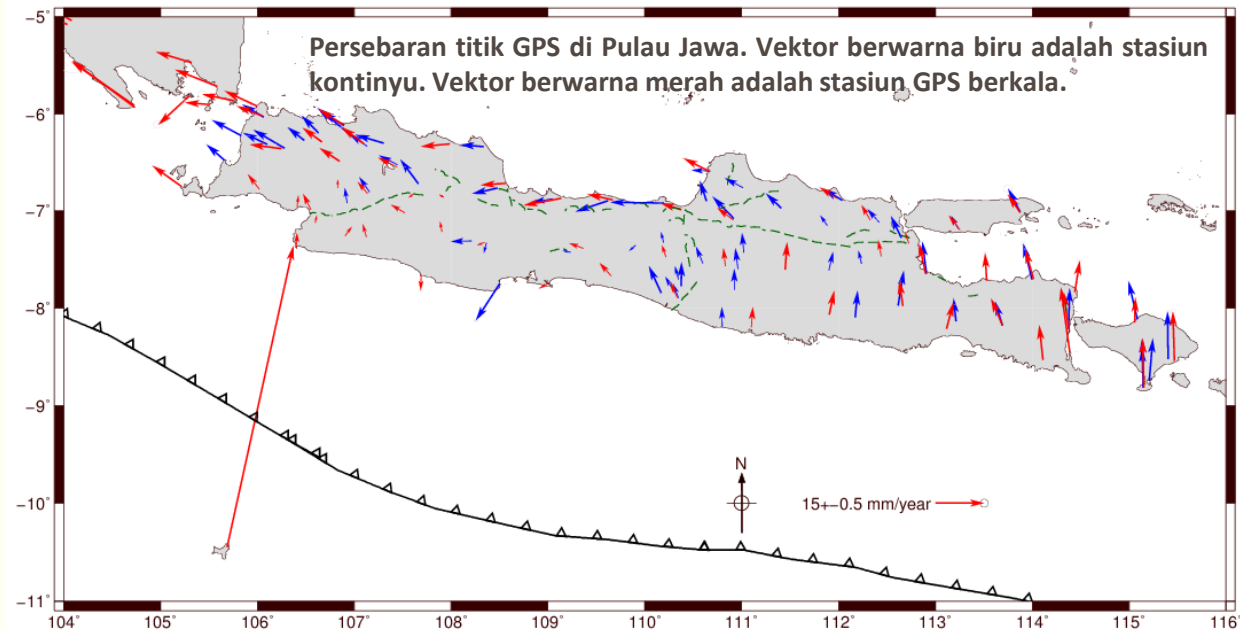 Persebaran titik GPS di Pulau Jawa. Vektor berwarna biru adalah stasiun
kontinyu. Vektor berwarna merah adalah stasiun GPS berkala.
F
−5˚
−6˚
−7˚
−8˚
−9˚
−10˚
−11˚
N
15+−0.5 mm/year
104˚ 105˚ 106˚ 107˚ 108˚ 109˚ 110˚ 111˚ 112˚ 113˚ 114˚ 115˚ 116˚